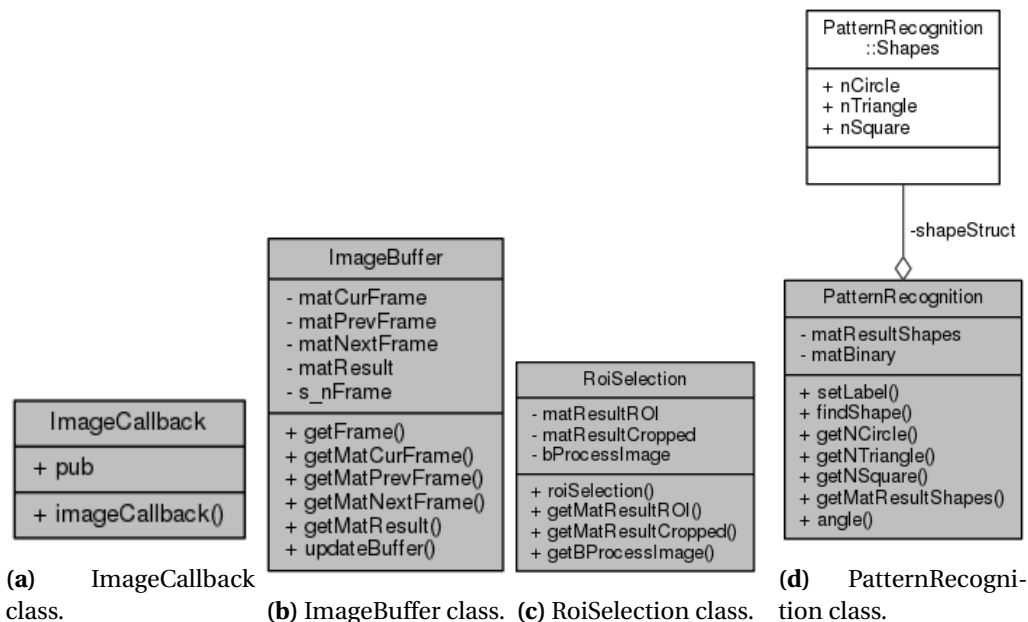 ImageCallback
+ pub
+ imageCallback()
(a) ImageCallback
class.
ImageBuffer
- matCurFrame
- matPrevFrame
- matNextFrame
- matResult
- s_nFrame
+ getFrame()
+ getMatCurFrame()
+ getMatPrevFrame()
+ getMatNextFrame()
+ getMatResult()
+ updateBuffer()
(b) ImageBuffer class.
RoiSelection
- matResultROI
- matResultCropped
- bProcessImage
+ roiSelection()
+ getMatResultROI()
+ getMatResultCropped()
+ getBProcessImage()
(c) RoiSelection class.
PatternRecognition
::Shapes
+ nCircle
+ nTriangle
+ nSquare
-shapeStruct
PatternRecognition
- matResultShapes
- matBinary
+ setLabel()
+ findShape()
+ getNCircle()
+ getNTriangle()
+ getNSquare()
+ getMatResultShapes()
+ angle()
(d) PatternRecogni-
tion class.